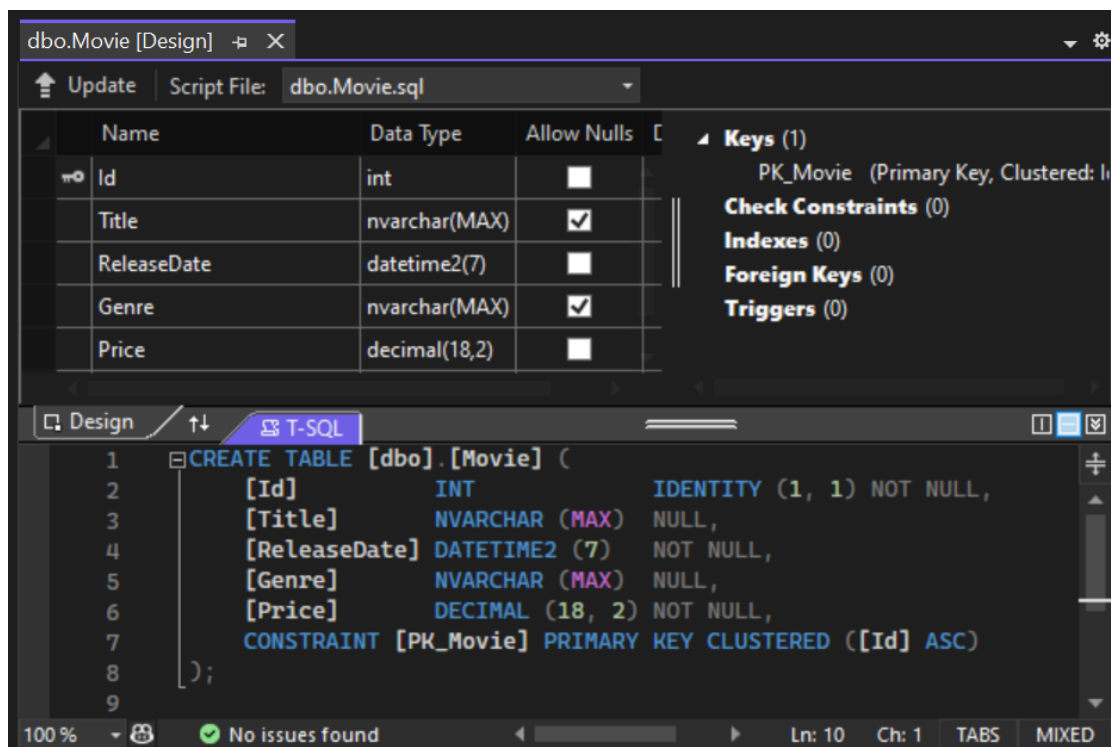 dbo.Movie [Design]
Update Script File: dbo.Movie.sql
Name Data Type Allow Nulls
Id int
Title nvarchar(MAX)
ReleaseDate datetime2(7)
Genre nvarchar(MAX)
Price decimal(18,2)
Keys (1)
PK_Movie (Primary Key, Clustered:
Check Constraints (0)
Indexes (0)
Foreign Keys (0)
Triggers (0)
Design T-SQL
1 CREATE TABLE [dbo].[Movie] (
2 [Id] INT IDENTITY (1, 1) NOT NULL,
3 [Title] NVARCHAR (MAX) NULL,
4 [ReleaseDate] DATETIME2 (7) NOT NULL,
5 [Genre] NVARCHAR (MAX) NULL,
6 [Price] DECIMAL (18, 2) NOT NULL,
7 CONSTRAINT [PK_Movie] PRIMARY KEY CLUSTERED ([Id] ASC)
8 );
9
100 % No issues found Ln: 10 Ch: 1 TABS MIXED